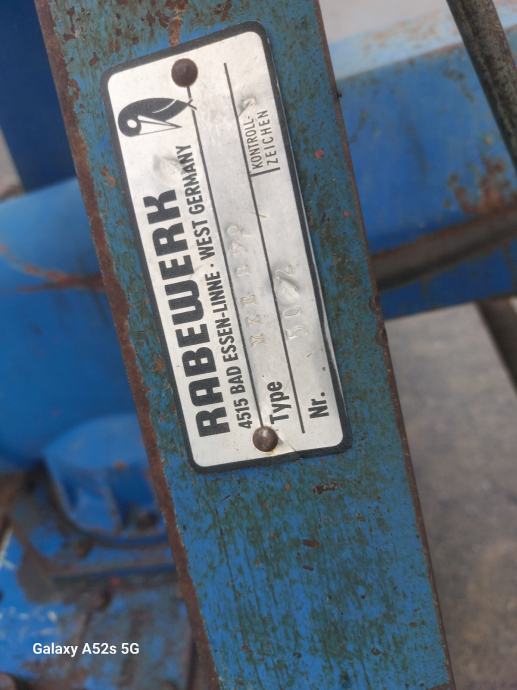 RABEWERK
4515 BAD ESSEN-LINNE · WEST GERMANY
Type
KONTROLL-
ZEICHEN
Nr.
Galaxy A52s 5G